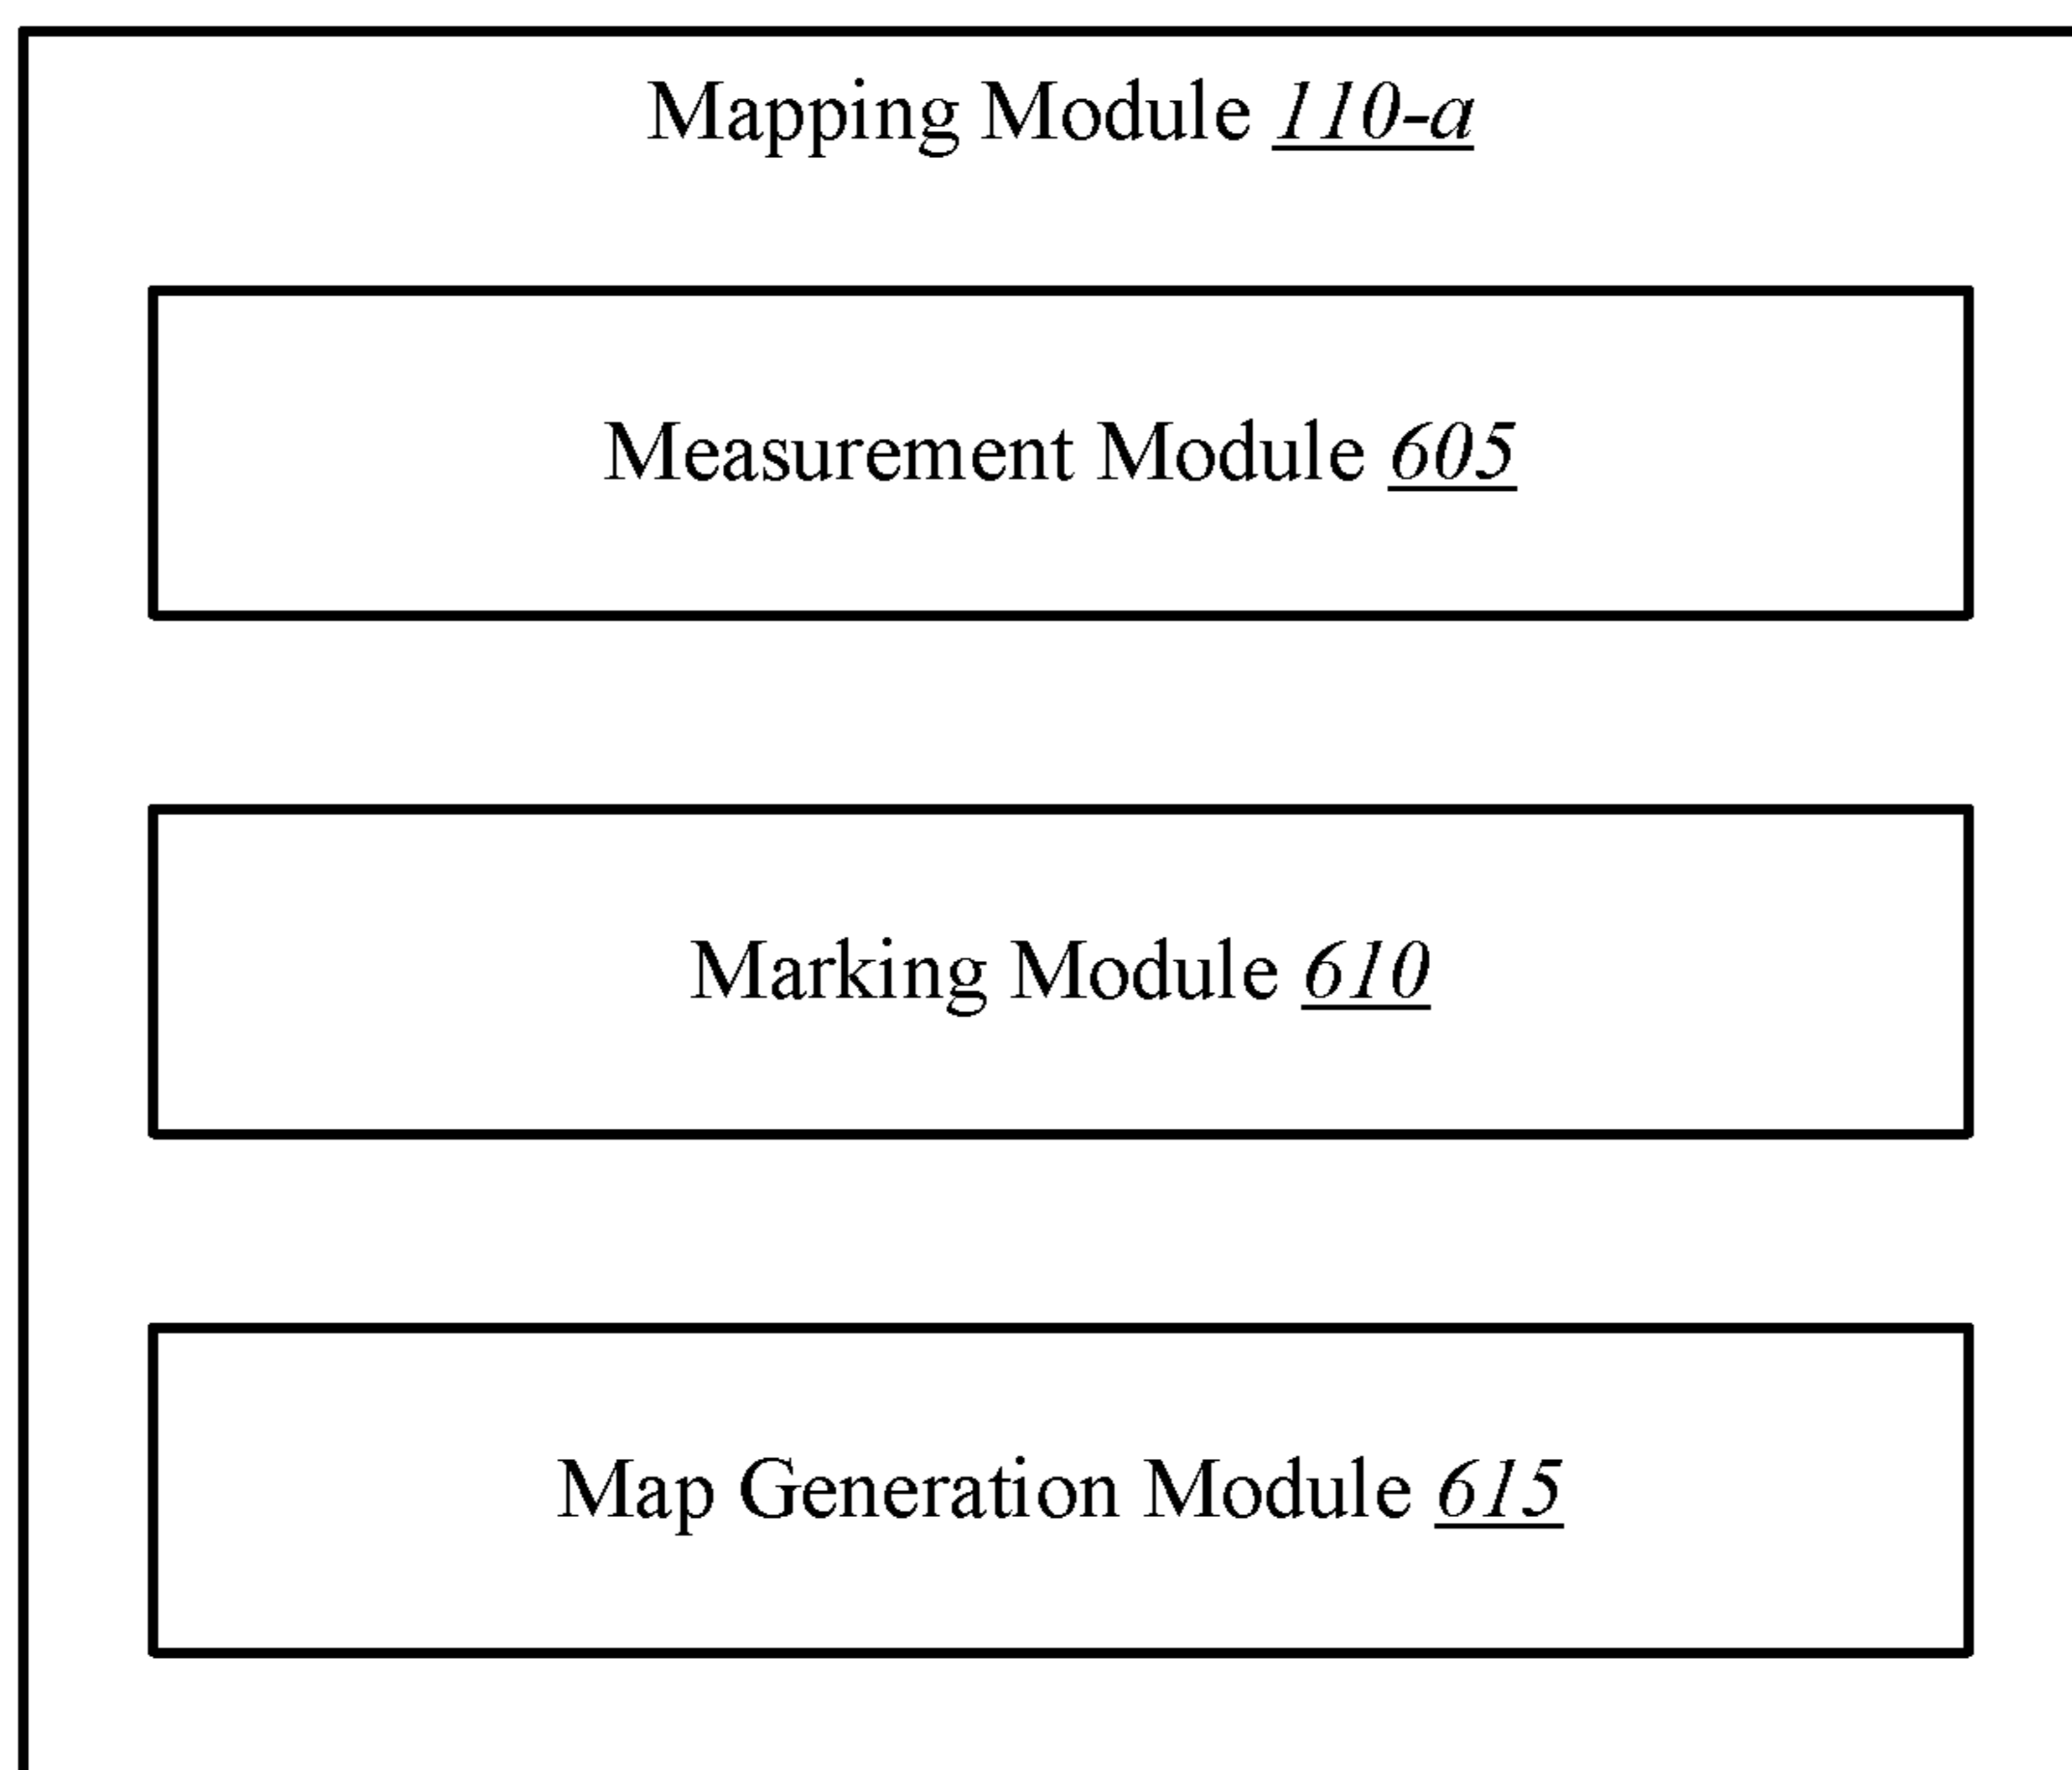 Mapping Module 110-a
Measurement Module 605
Marking Module 610
Map Generation Module 615